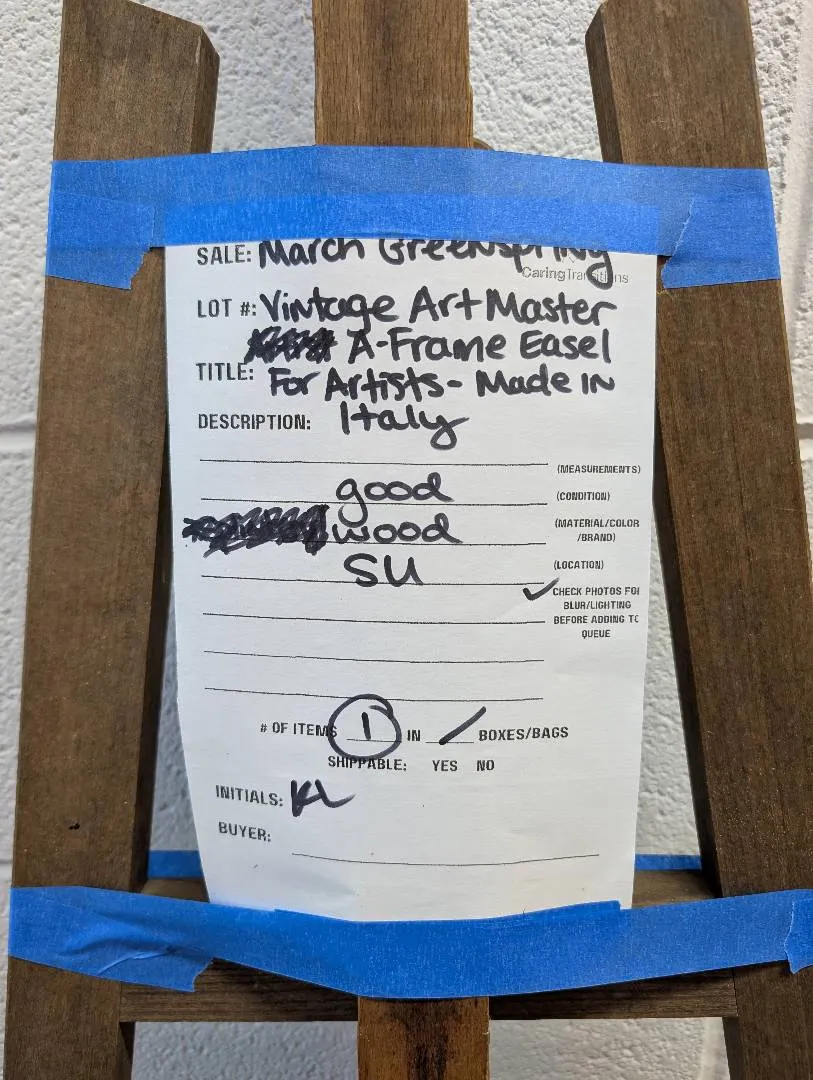 SALE: March Greenspring
CaringTransitions
LOT #: Vintage Art Master
A-Frame Easel
TITLE: For Artists- Made in
DESCRIPTION: Italy
(MEASUREMENTS)
good (CONDITION)
wood (MATERIAL/COLOR
/BRAND)
SU (LOCATION)
✓ CHECK PHOTOS FOR
BLUR/LIGHTING
BEFORE ADDING TO
QUEUE
# OF ITEMS 1 IN / BOXES/BAGS
SHIPPABLE: YES NO
INITIALS: KL
BUYER: